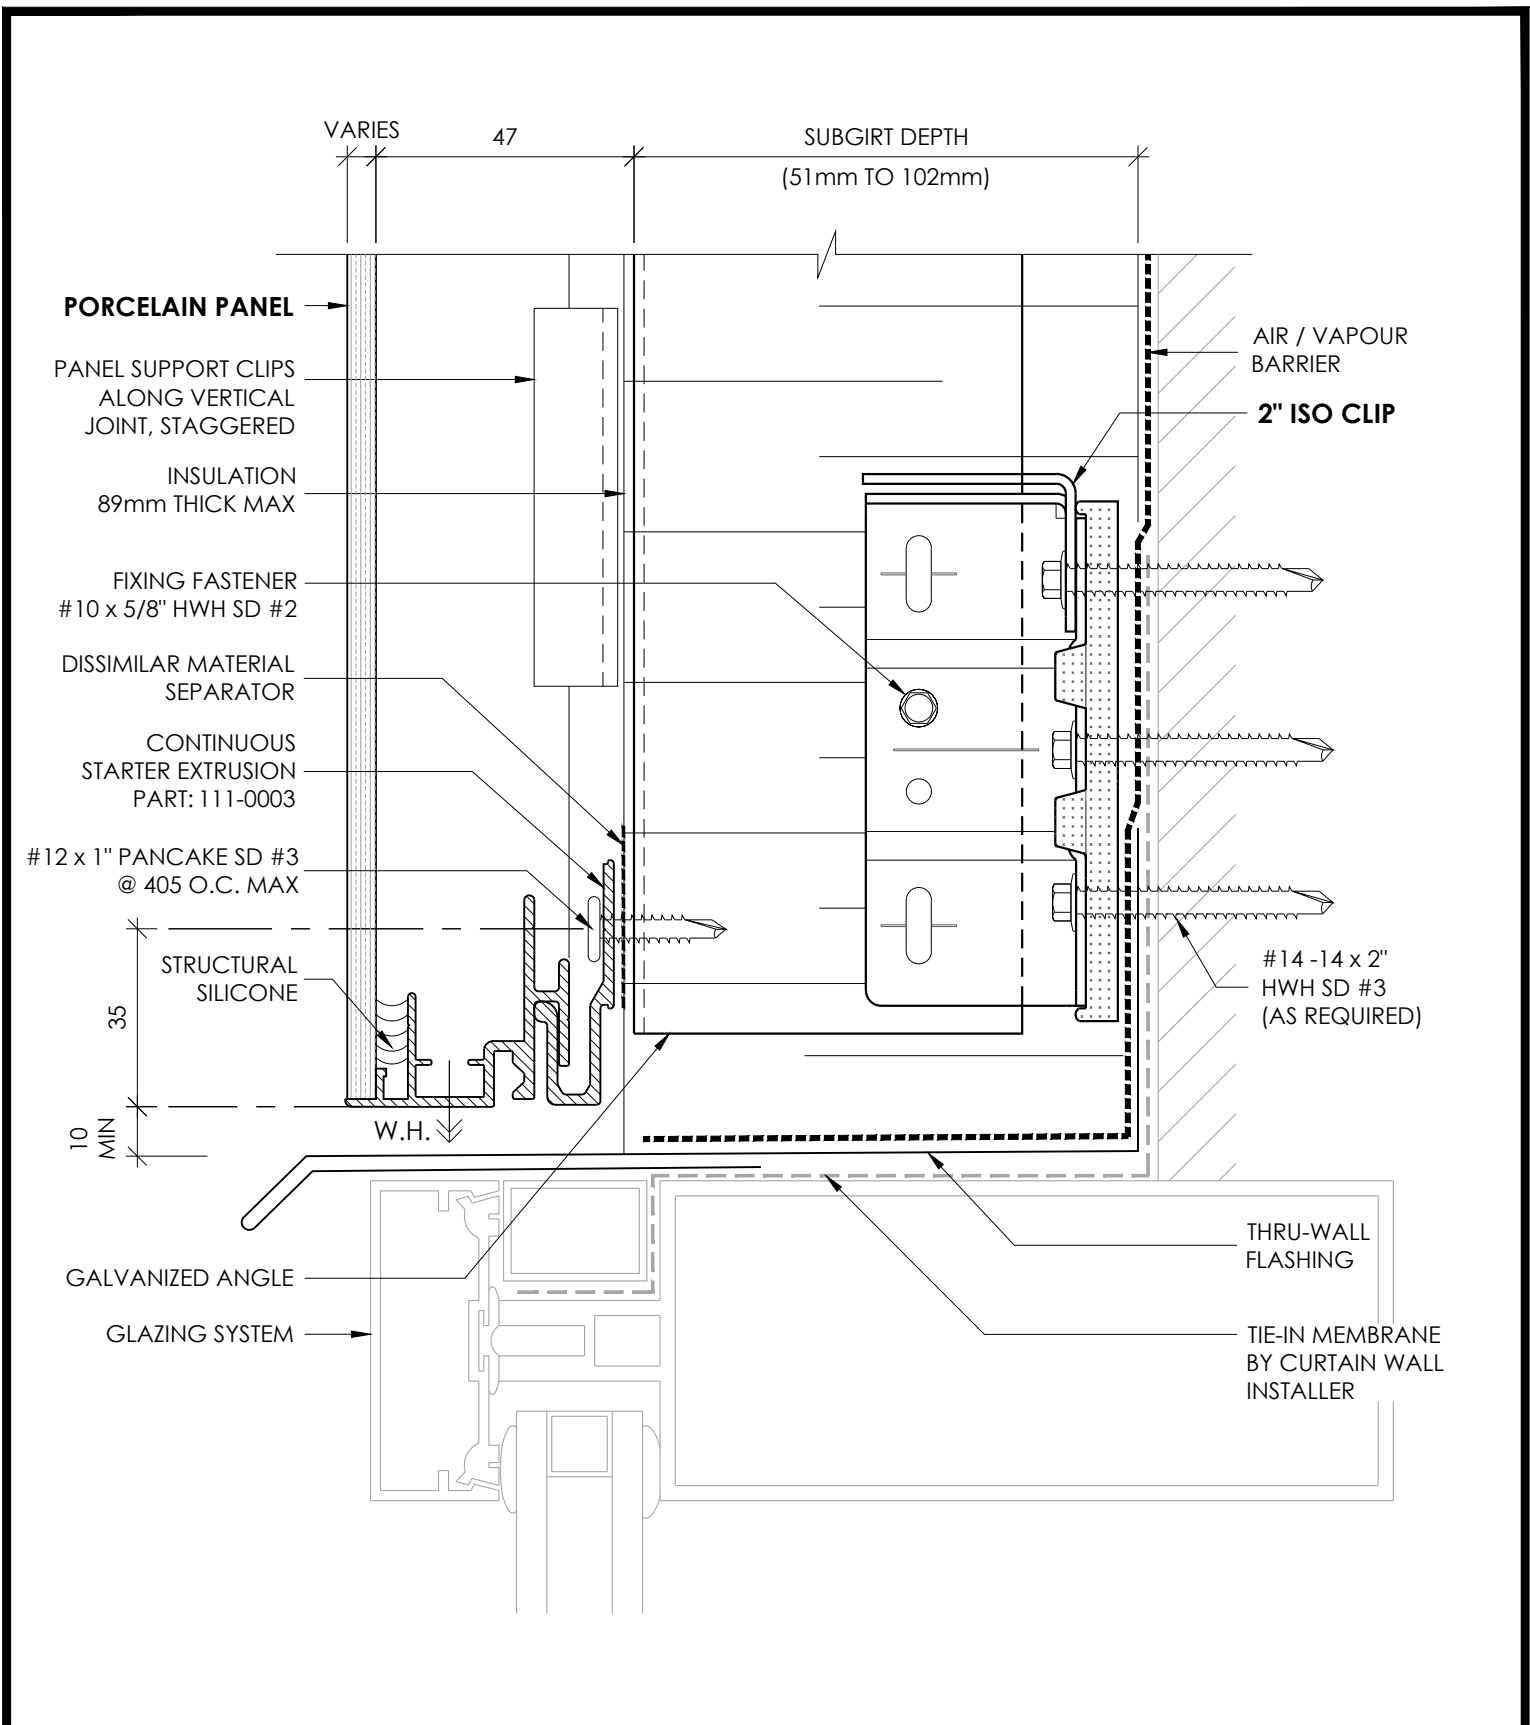 VARIES
47
SUBGIRT DEPTH
(51mm TO 102mm)
PORCELAIN PANEL
PANEL SUPPORT CLIPS
ALONG VERTICAL
JOINT, STAGGERED
INSULATION
89mm THICK MAX
FIXING FASTENER
#10 x 5/8" HWH SD #2
DISSIMILAR MATERIAL
SEPARATOR
CONTINUOUS
STARTER EXTRUSION
PART: 111-0003
#12 x 1" PANCAKE SD #3
@ 405 O.C. MAX
STRUCTURAL
SILICONE
35
10
MIN
W.H.
GALVANIZED ANGLE
GLAZING SYSTEM
AIR / VAPOUR
BARRIER
2" ISO CLIP
#14 -14 x 2"
HWH SD #3
(AS REQUIRED)
THRU-WALL
FLASHING
TIE-IN MEMBRANE
BY CURTAIN WALL
INSTALLER